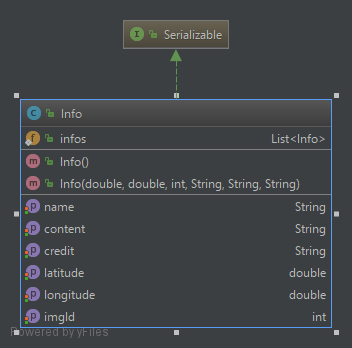 I Serializable
C Info
f infos List<Info>
m Info()
m Info(double, double, int, String, String, String)
p name String
p content String
p credit String
p latitude double
p longitude double
p imgId int
Powered by yFiles